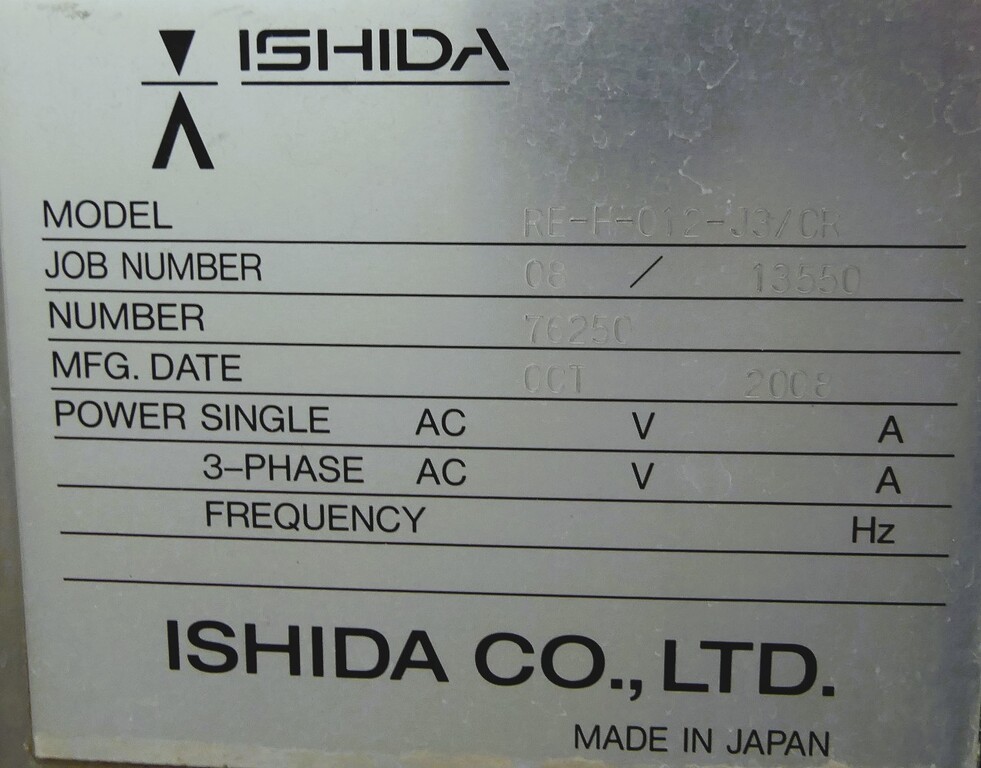 ISHIDA
MODEL RE-H-012-J3/CR
JOB NUMBER 08 / 13550
NUMBER 76250
MFG. DATE OCT 2008
POWER SINGLE AC V A
3-PHASE AC V A
FREQUENCY Hz
ISHIDA CO., LTD.
MADE IN JAPAN